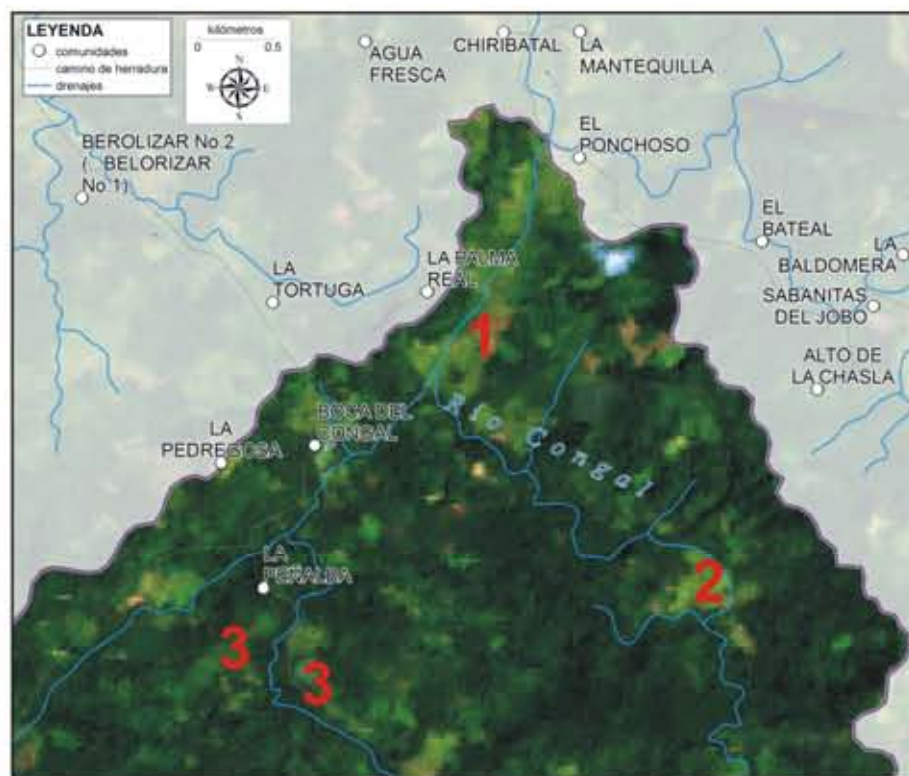 LEYENDA
comunidades
camino de herradura
drenajes
kilómetros
0 0.5
N
W E
S
AGUA
FRESCA
CHIRIBATAL
LA
MANTEQUILLA
BEROLIZAR No 2
( BELORIZAR
No 1)
EL
PONCHOSO
EL
BATEAL
LA
BALDOMERA
LA
TORTUGA
LA PALMA
REAL
SABANITAS
DEL JOBO
1
ALTO DE
LA CHASLA
LA
PEDREGOSA
BOCA DEL
CONGAL
Río Congal
LA
PEÑALBA
2
3
3